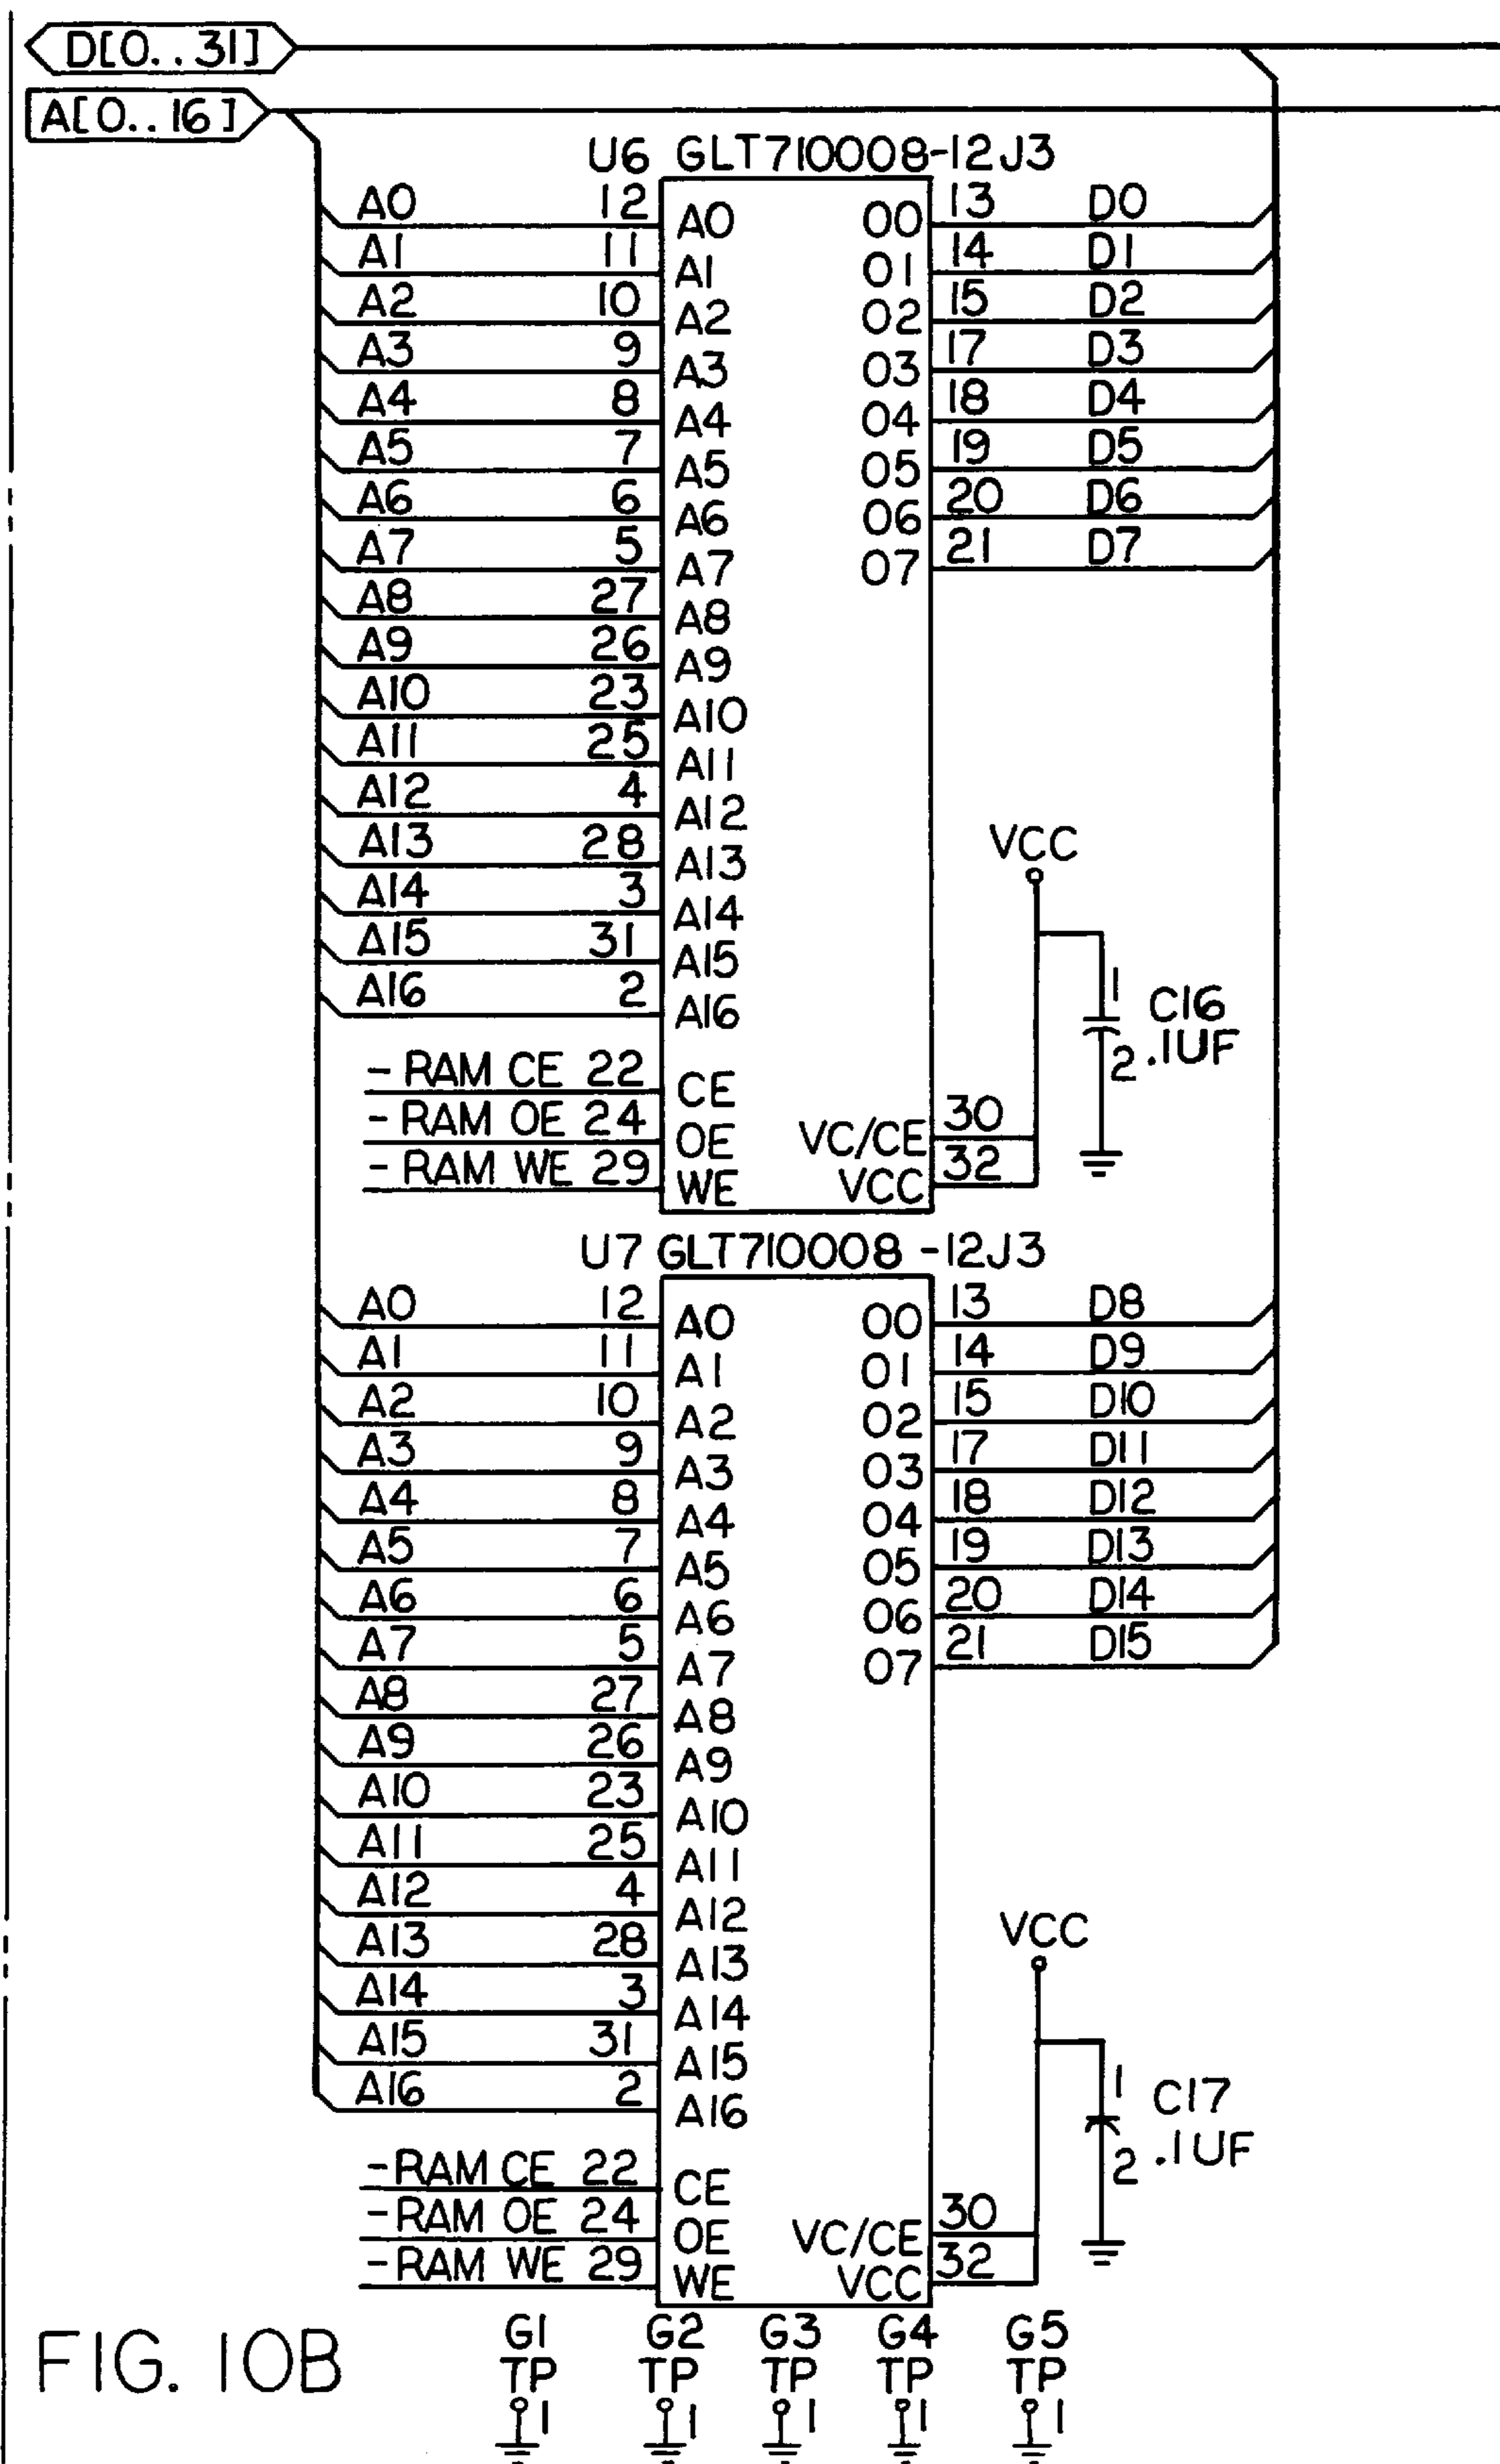 D[0..31]
A[0..16]
U6 GLT710008-12J3
A0 12 A0 O0 13 D0
A1 11 A1 O1 14 D1
A2 10 A2 O2 15 D2
A3 9 A3 O3 17 D3
A4 8 A4 O4 18 D4
A5 7 A5 O5 19 D5
A6 6 A6 O6 20 D6
A7 5 A7 O7 21 D7
A8 27 A8
A9 26 A9
A10 23 A10
A11 25 A11
A12 4 A12
A13 28 A13
VCC
A14 3 A14
A15 31 A15
A16 2 A16
1 C16
2 .1UF
-RAM CE 22 CE
-RAM OE 24 OE VC/CE 30
-RAM WE 29 WE VCC 32
U7 GLT710008-12J3
A0 12 A0 O0 13 D8
A1 11 A1 O1 14 D9
A2 10 A2 O2 15 D10
A3 9 A3 O3 17 D11
A4 8 A4 O4 18 D12
A5 7 A5 O5 19 D13
A6 6 A6 O6 20 D14
A7 5 A7 O7 21 D15
A8 27 A8
A9 26 A9
A10 23 A10
A11 25 A11
A12 4 A12
A13 28 A13
VCC
A14 3 A14
A15 31 A15
A16 2 A16
1 C17
2 .1UF
-RAM CE 22 CE
-RAM OE 24 OE VC/CE 30
-RAM WE 29 WE VCC 32
G1 G2 G3 G4 G5
TP TP TP TP TP
1 1 1 1 1
FIG. 10B